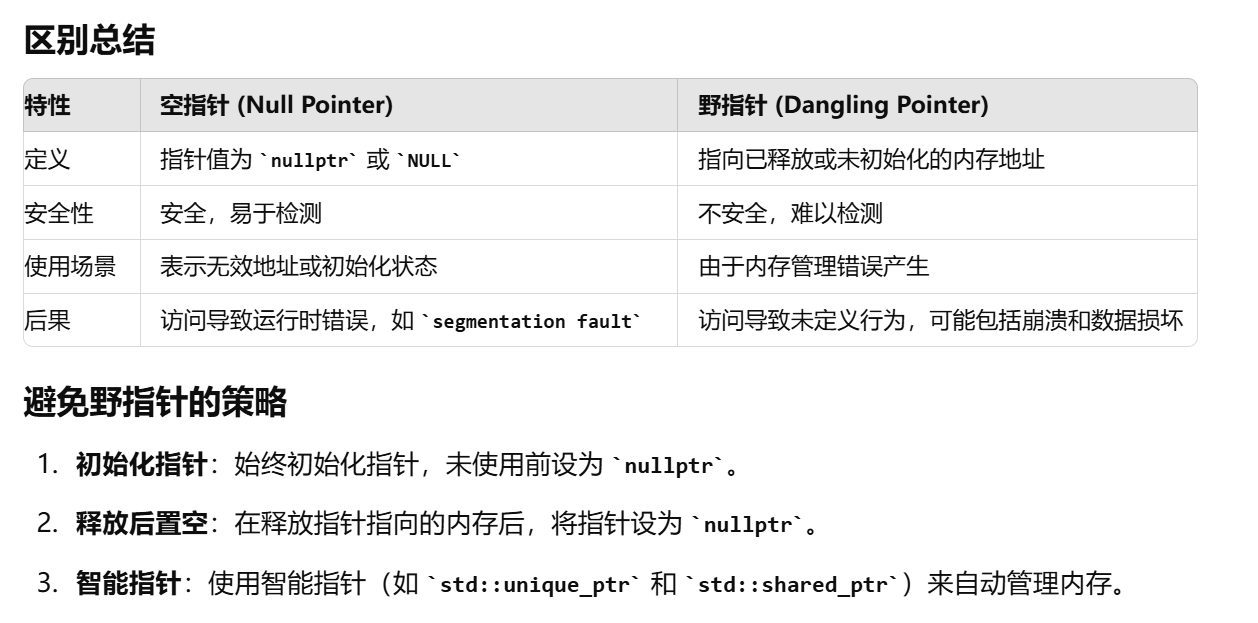 区别总结
特性 空指针 (Null Pointer) 野指针 (Dangling Pointer)
定义 指针值为 `nullptr` 或 `NULL` 指向已释放或未初始化的内存地址
安全性 安全，易于检测 不安全，难以检测
使用场景 表示无效地址或初始化状态 由于内存管理错误产生
后果 访问导致运行时错误，如 `segmentation fault` 访问导致未定义行为，可能包括崩溃和数据损坏
避免野指针的策略
1. 初始化指针：始终初始化指针，未使用前设为 `nullptr`。
2. 释放后置空：在释放指针指向的内存后，将指针设为 `nullptr`。
3. 智能指针：使用智能指针（如 `std::unique_ptr` 和 `std::shared_ptr`）来自动管理内存。